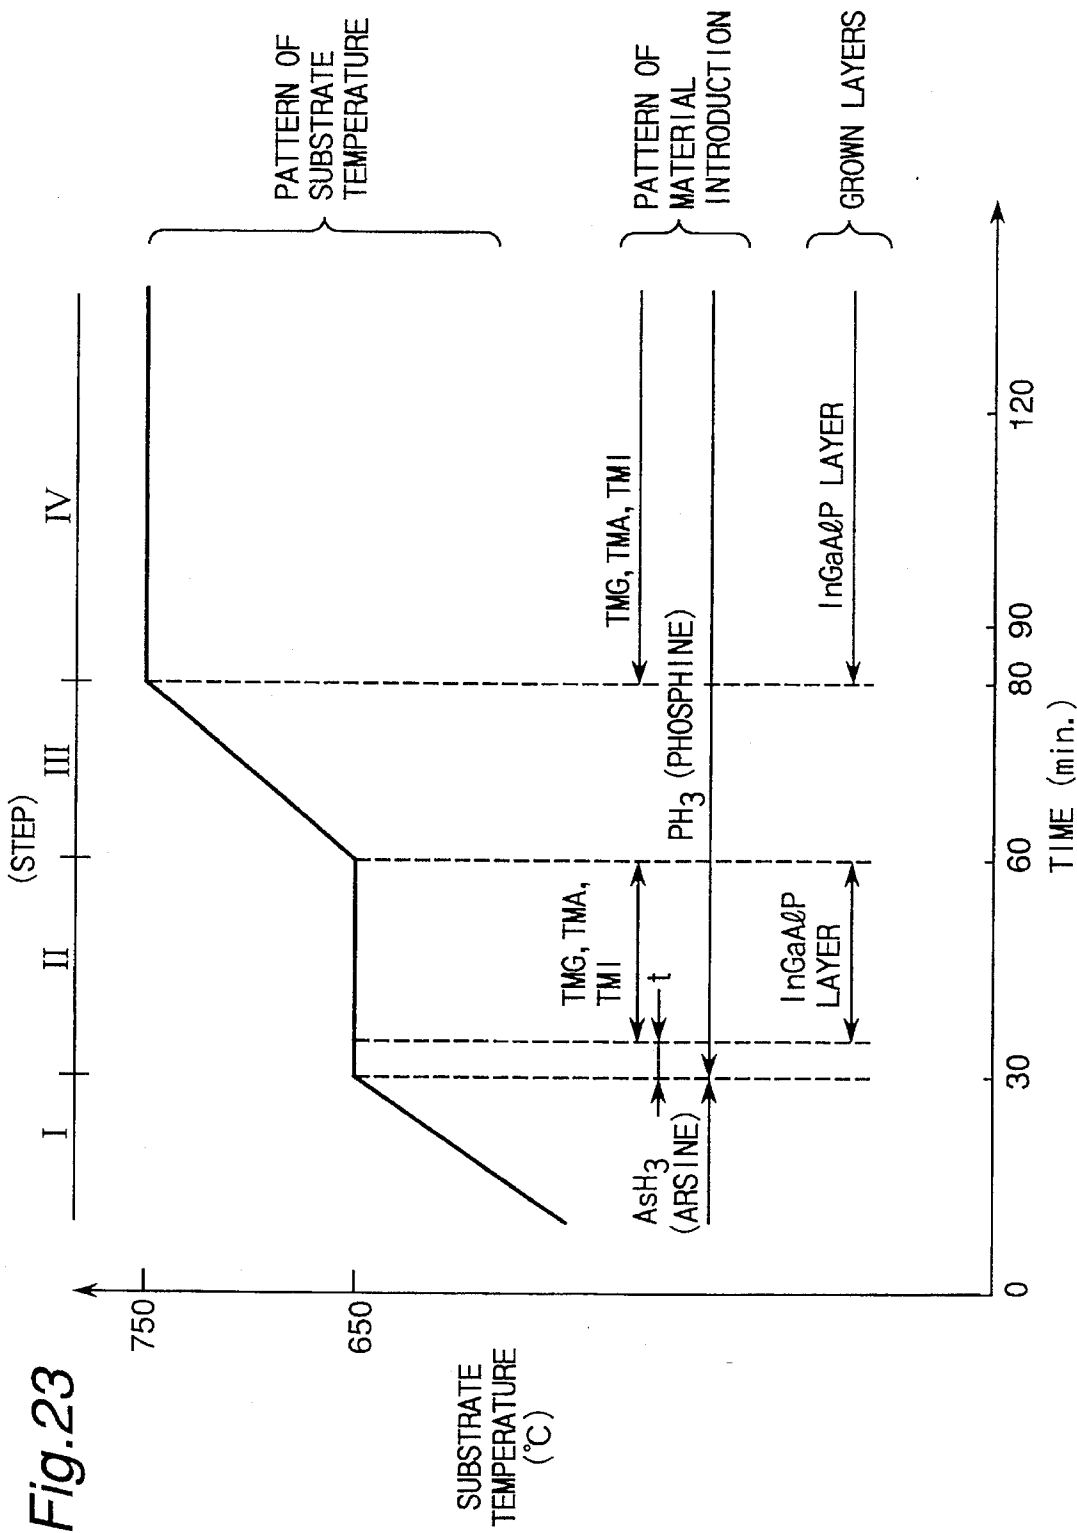 Fig.23
(STEP)
I
II
III
IV
750
650
SUBSTRATE
TEMPERATURE
(°C)
PATTERN OF
SUBSTRATE
TEMPERATURE
TMG, TMA,
TMI
t
TMG, TMA, TMI
AsH3
(ARSINE)
PH3 (PHOSPHINE)
PATTERN OF
MATERIAL
INTRODUCTION
InGaAℓP
LAYER
InGaAℓP LAYER
GROWN LAYERS
0
30
60
80
90
120
TIME (min.)